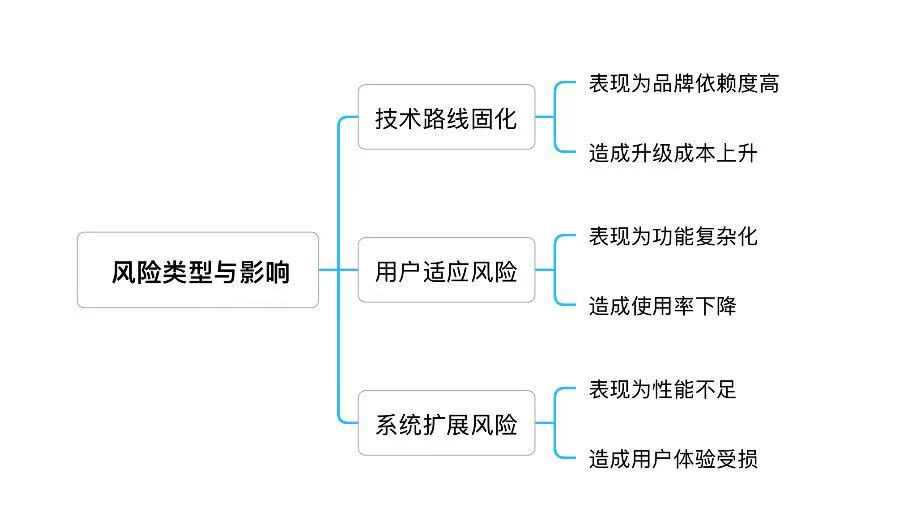 风险类型与影响
技术路线固化
表现为品牌依赖度高
造成升级成本上升
用户适应风险
表现为功能复杂化
造成使用率下降
系统扩展风险
表现为性能不足
造成用户体验受损